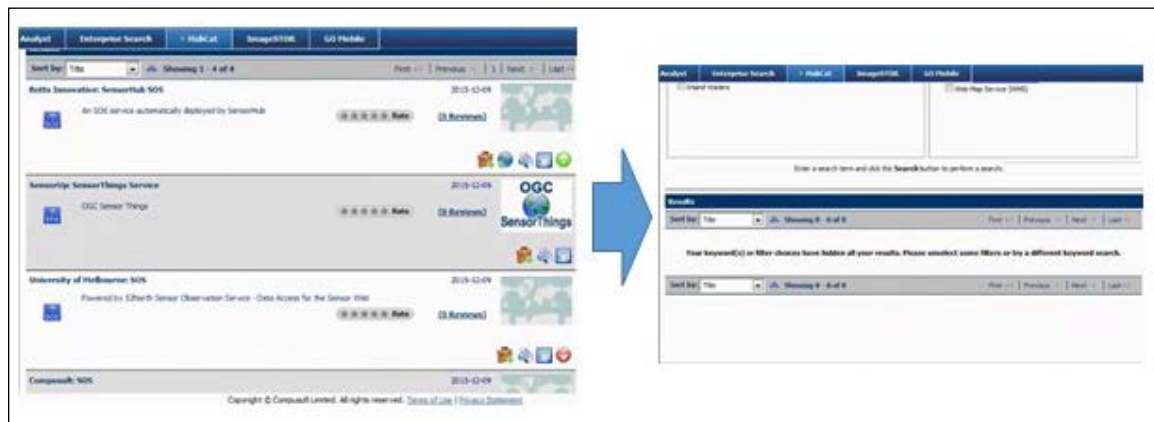 Analyst Enterprise Search HubCat ImageSTOR GO Mobile
Sort by: Title Showing 1 - 4 of 4 First Previous 1 Next Last
Botts Innovative: SensorHub SOS 2015-12-09
An SOS service automatically deployed by SensorHub
Rate (0 Reviews)
SensorUp: SensorThings Service 2015-12-09
OGC Sensor Things
Rate (0 Reviews)
OGC
SensorThings
University of Melbourne: SOS 2015-12-09
Powered by 52North Sensor Observation Service - Data Access for the Sensor Web
Rate (0 Reviews)
Compusult: SOS 2015-12-09
Copyright © Compusult Limited. All rights reserved. Terms of Use | Privacy Statement
Analyst Enterprise Search HubCat ImageSTOR GO Mobile
Inland Waters Web Map Service (WMS)
Enter a search term and click the Search button to perform a search.
Results
Sort by: Title Showing 0 - 0 of 0 First Previous Next Last
Your keyword(s) or filter choices have hidden all your results. Please unselect some filters or try a different keyword search.
Sort by: Title Showing 0 - 0 of 0 First Previous Next Last